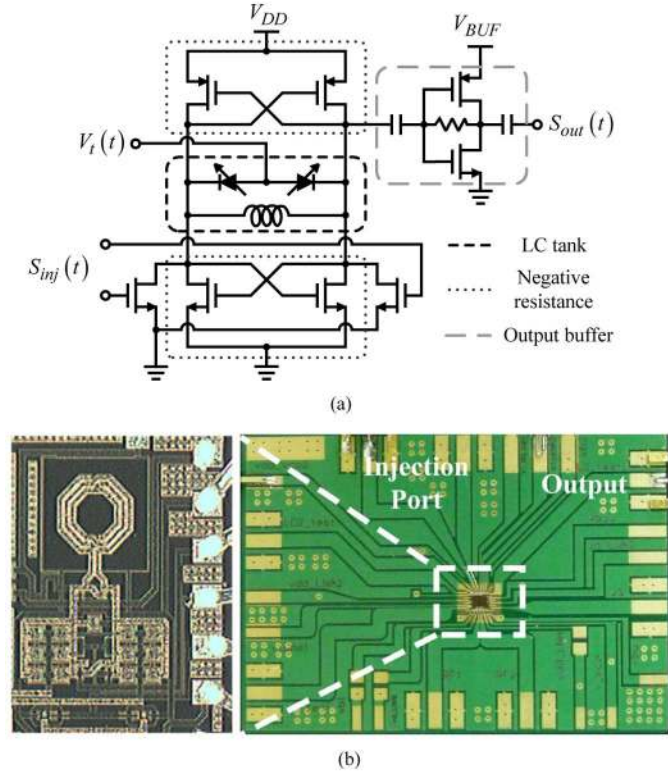 V_DD
V_BUF
V_t(t)
S_out(t)
S_inj(t)
LC tank
Negative
resistance
Output buffer
(a)
Injection
Port
Output
(b)